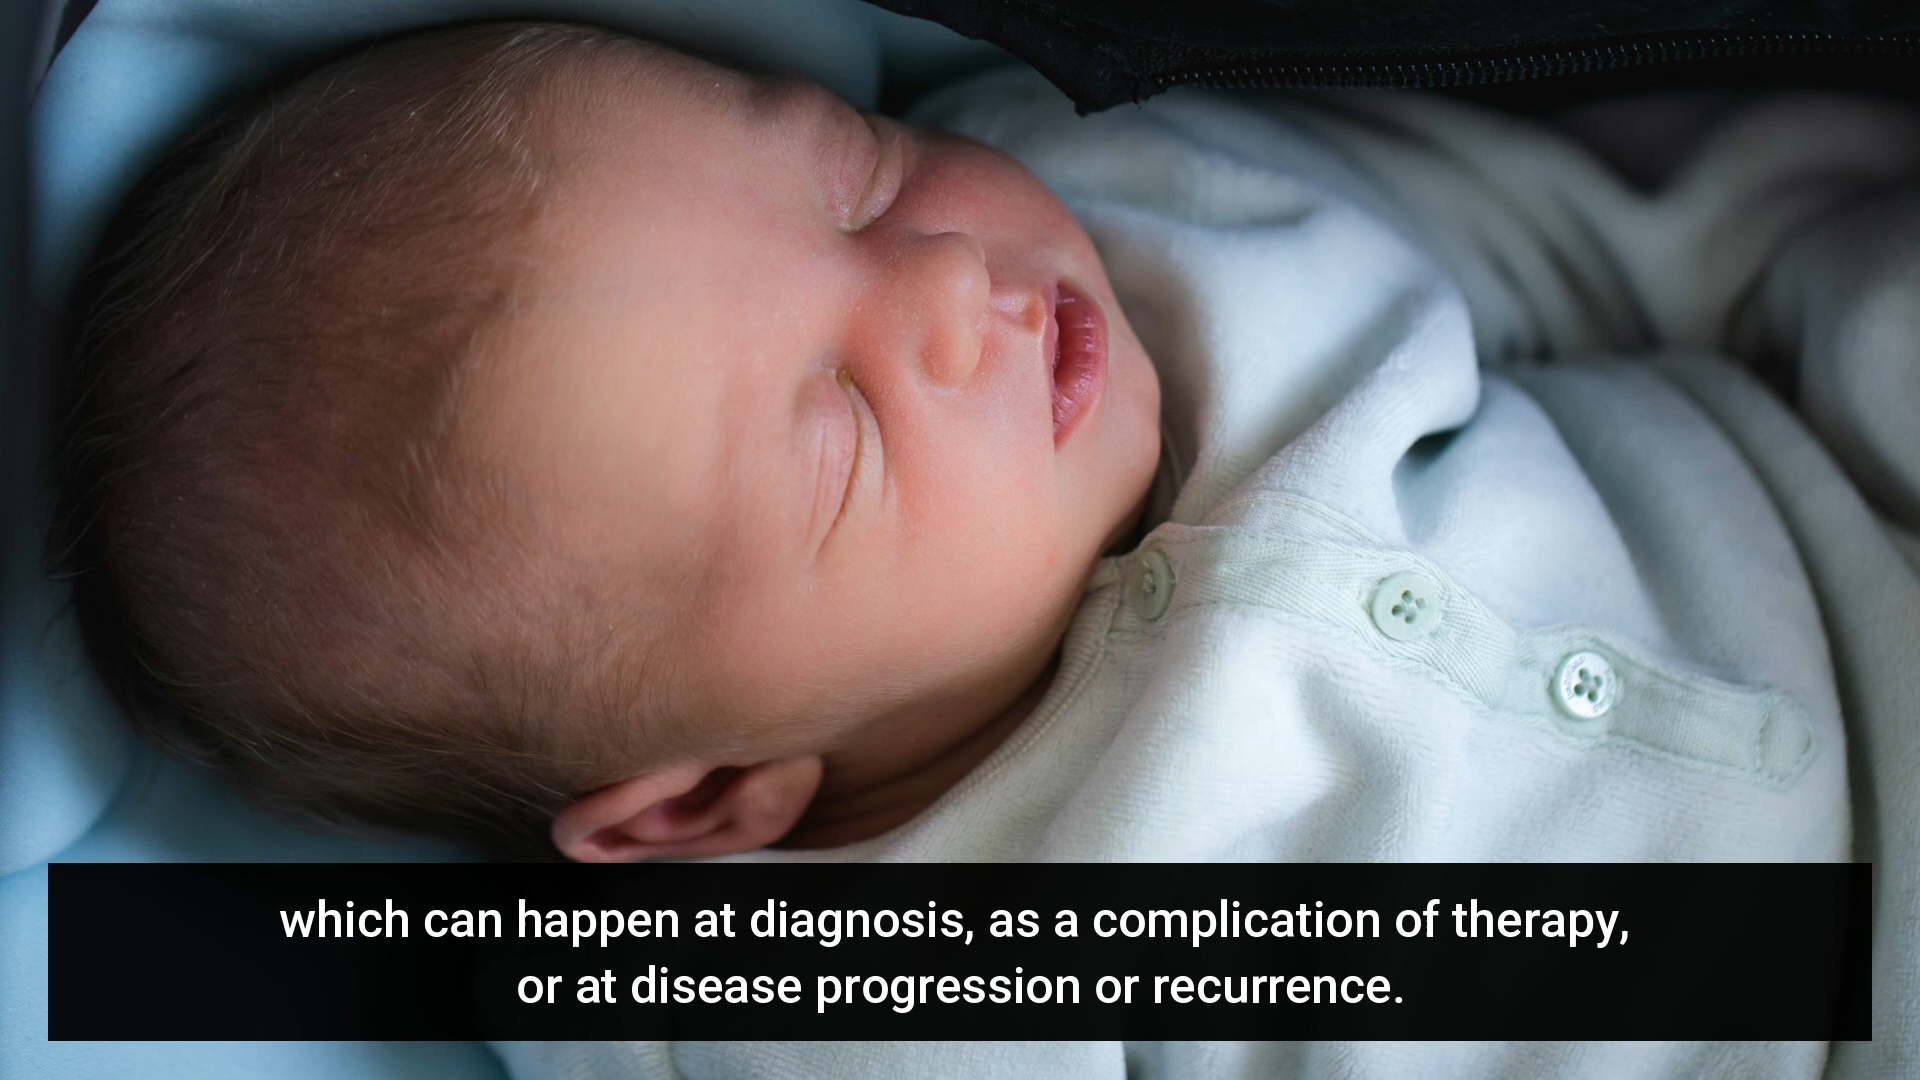 which can happen at diagnosis, as a complication of therapy,
or at disease progression or recurrence.